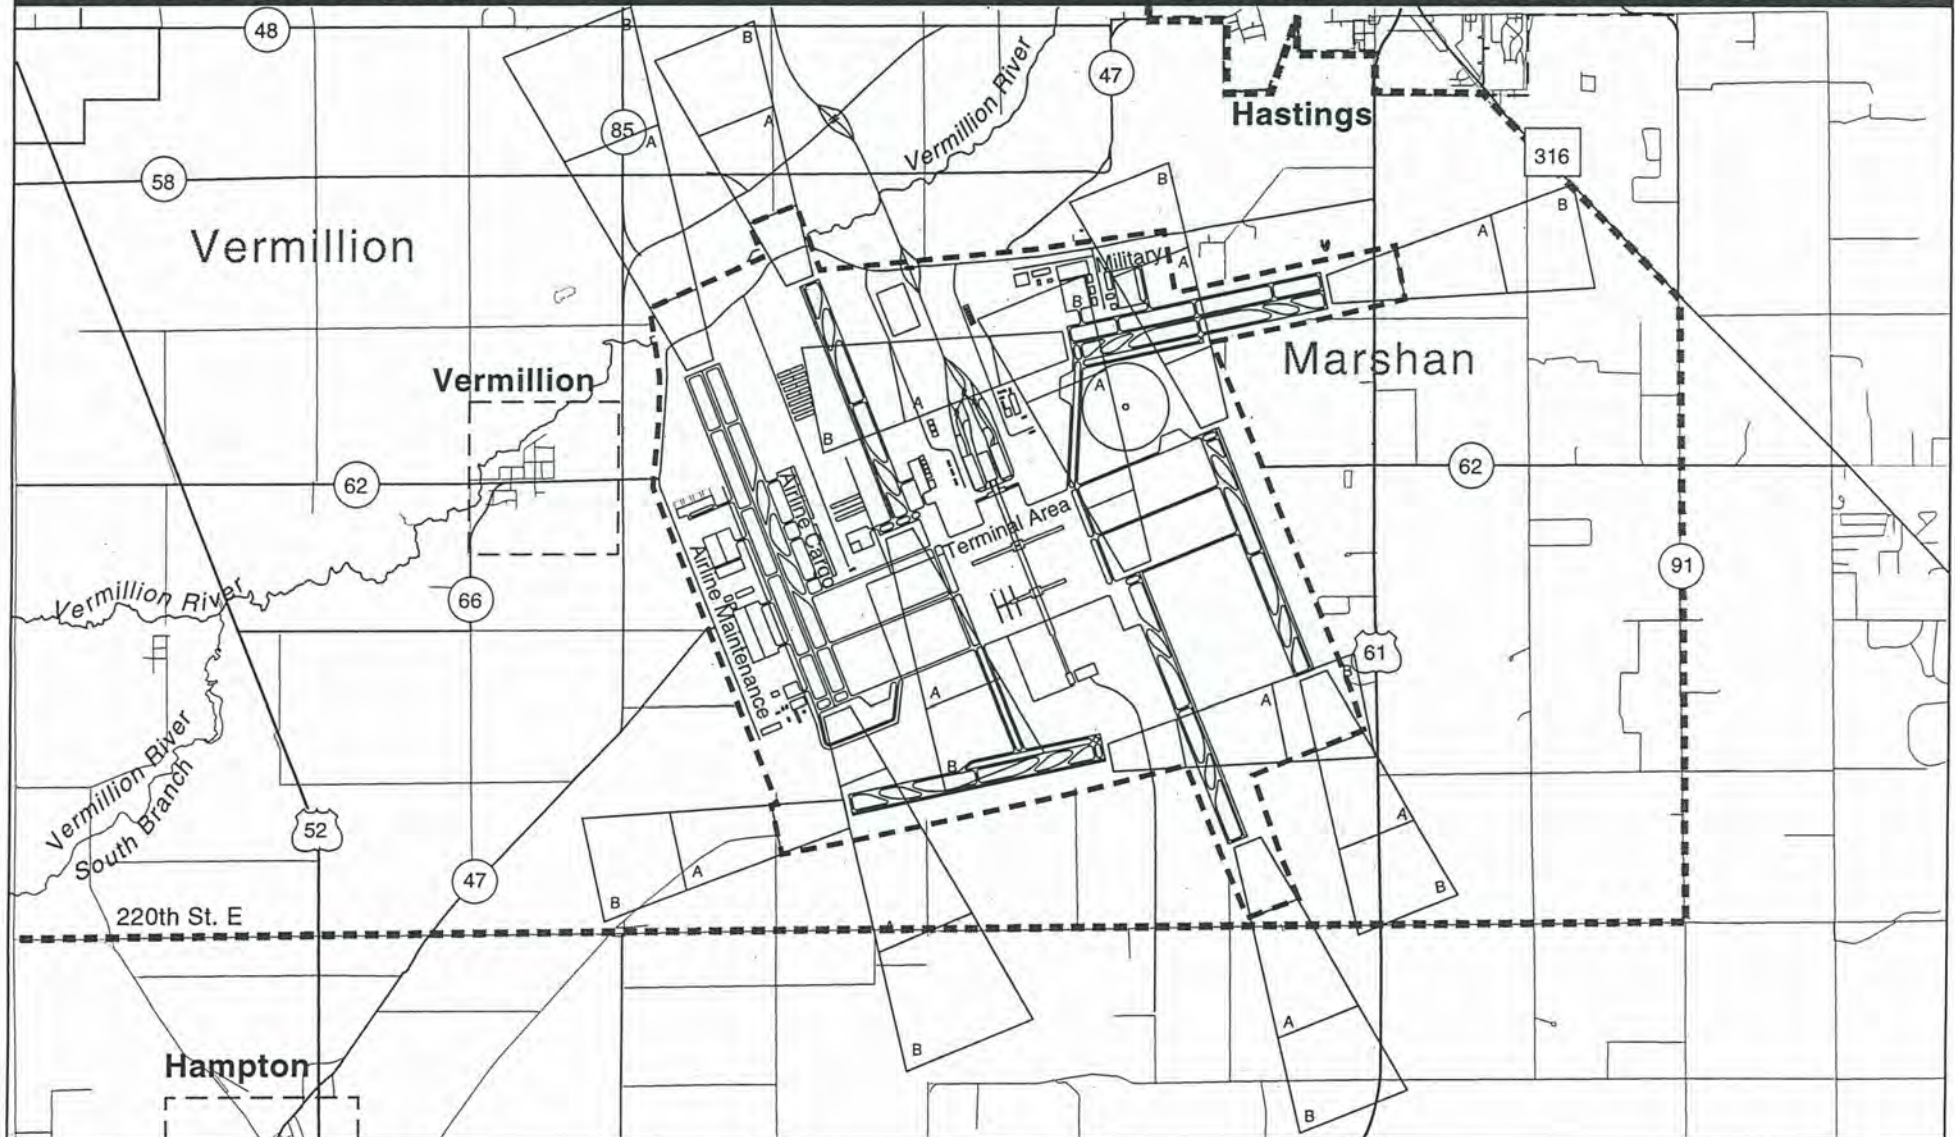 B
B
48
47
Vermillion River
Hastings
85
A
A
316
58
B
B
Vermillion
A
Military
A
B
Marshan
Vermillion
A
A
B
62
62
Airline Cargo
Terminal Area
Airline Maintenance
91
Vermillion River
66
61
B
A
A
Vermillion River
South Branch
B
52
A
A
B
47
B
220th St. E
A
A
B
Hampton
B